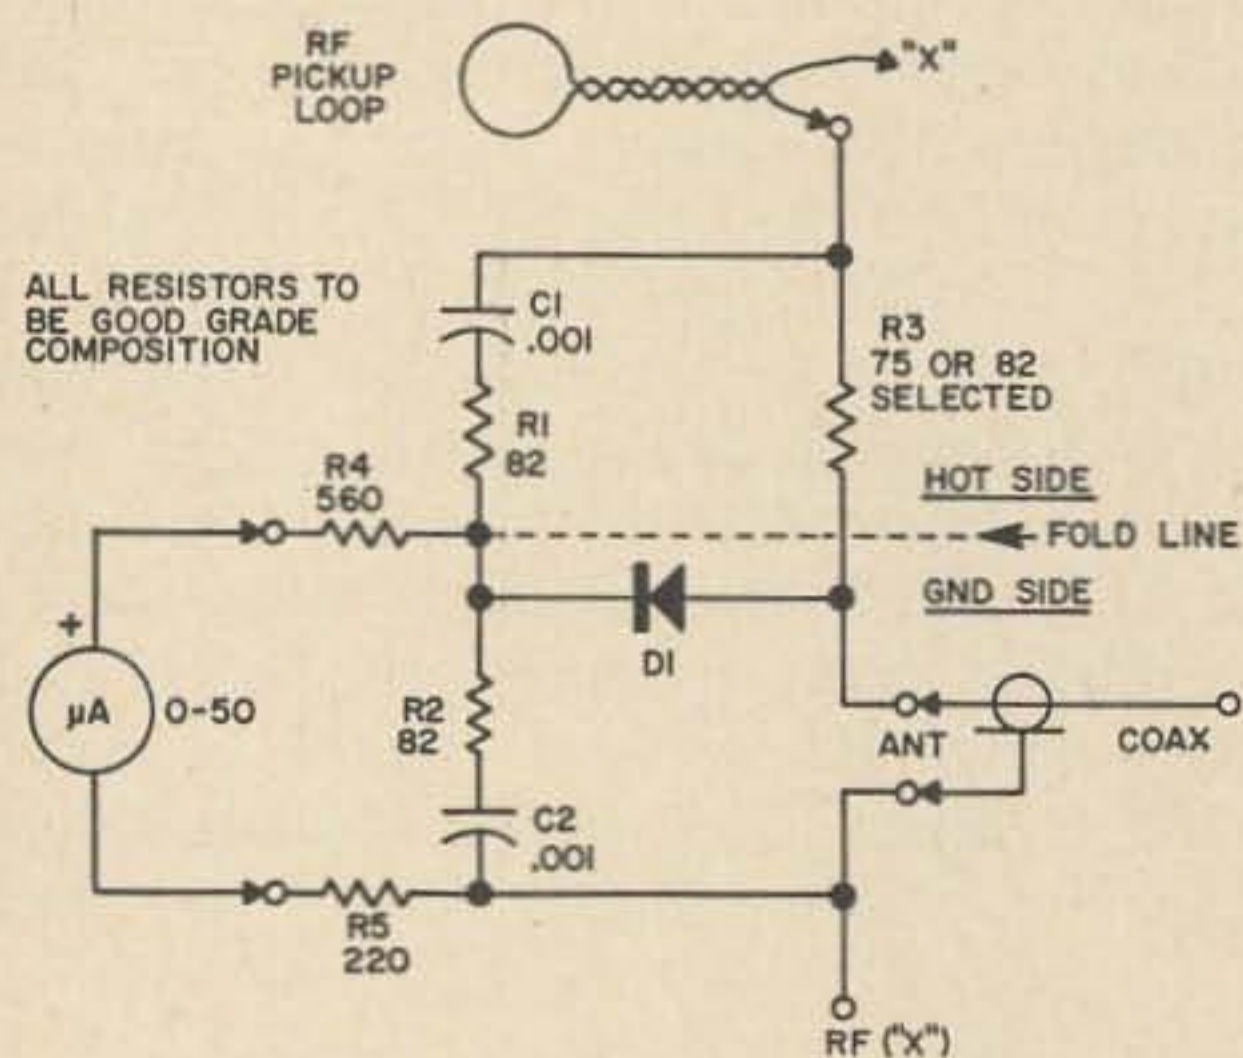 RF
PICKUP
LOOP
"X"
ALL RESISTORS TO
BE GOOD GRADE
COMPOSITION
C1
.001
R3
75 OR 82
SELECTED
R1
82
R4
560
HOT SIDE
FOLD LINE
GND SIDE
+
D1
μA
0-50
R2
82
ANT
COAX
C2
.001
R5
220
RF ("X")